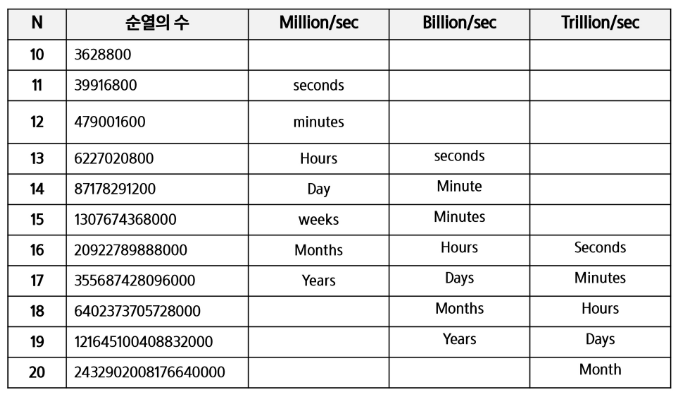 N 순열의 수 Million/sec Billion/sec Trillion/sec
10 3628800
11 39916800 seconds
12 479001600 minutes
13 6227020800 Hours seconds
14 87178291200 Day Minute
15 1307674368000 weeks Minutes
16 20922789888000 Months Hours Seconds
17 355687428096000 Years Days Minutes
18 6402373705728000 Months Hours
19 121645100408832000 Years Days
20 2432902008176640000 Month